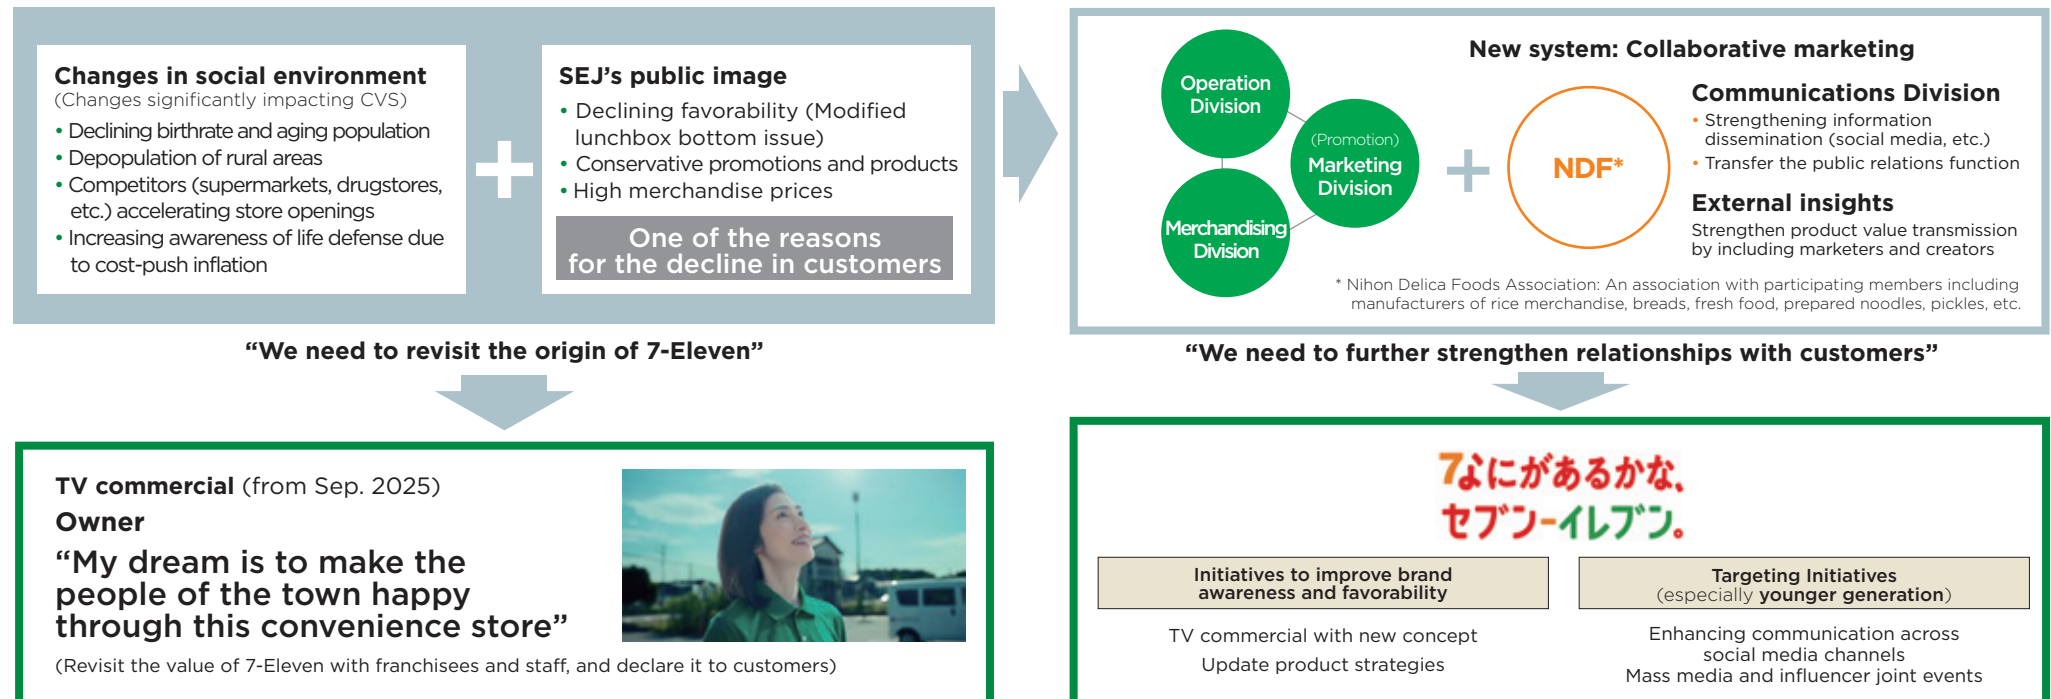 Changes in social environment
(Changes significantly impacting CVS)
• Declining birthrate and aging population
• Depopulation of rural areas
• Competitors (supermarkets, drugstores,
etc.) accelerating store openings
• Increasing awareness of life defense due
to cost-push inflation
SEJ's public image
• Declining favorability (Modified
lunchbox bottom issue)
• Conservative promotions and products
• High merchandise prices
One of the reasons
for the decline in customers
“We need to revisit the origin of 7-Eleven”
TV commercial (from Sep. 2025)
Owner
“My dream is to make the
people of the town happy
through this convenience store”
(Revisit the value of 7-Eleven with franchisees and staff, and declare it to customers)
New system: Collaborative marketing
Operation
Division
(Promotion)
Marketing
Division
Merchandising
Division
NDF*
Communications Division
• Strengthening information
dissemination (social media, etc.)
• Transfer the public relations function
External insights
Strengthen product value transmission
by including marketers and creators
* Nihon Delica Foods Association: An association with participating members including
manufacturers of rice merchandise, breads, fresh food, prepared noodles, pickles, etc.
“We need to further strengthen relationships with customers”
7なにがあるかな、
セブン-イレブン。
Initiatives to improve brand
awareness and favorability
TV commercial with new concept
Update product strategies
Targeting Initiatives
(especially younger generation)
Enhancing communication across
social media channels
Mass media and influencer joint events